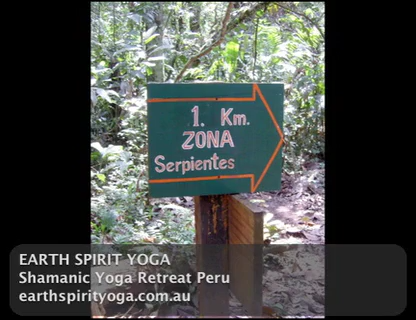 1. Km.
ZONA
Serpientes
EARTH SPIRIT YOGA
Shamanic Yoga Retreat Peru
earthspirityoga.com.au